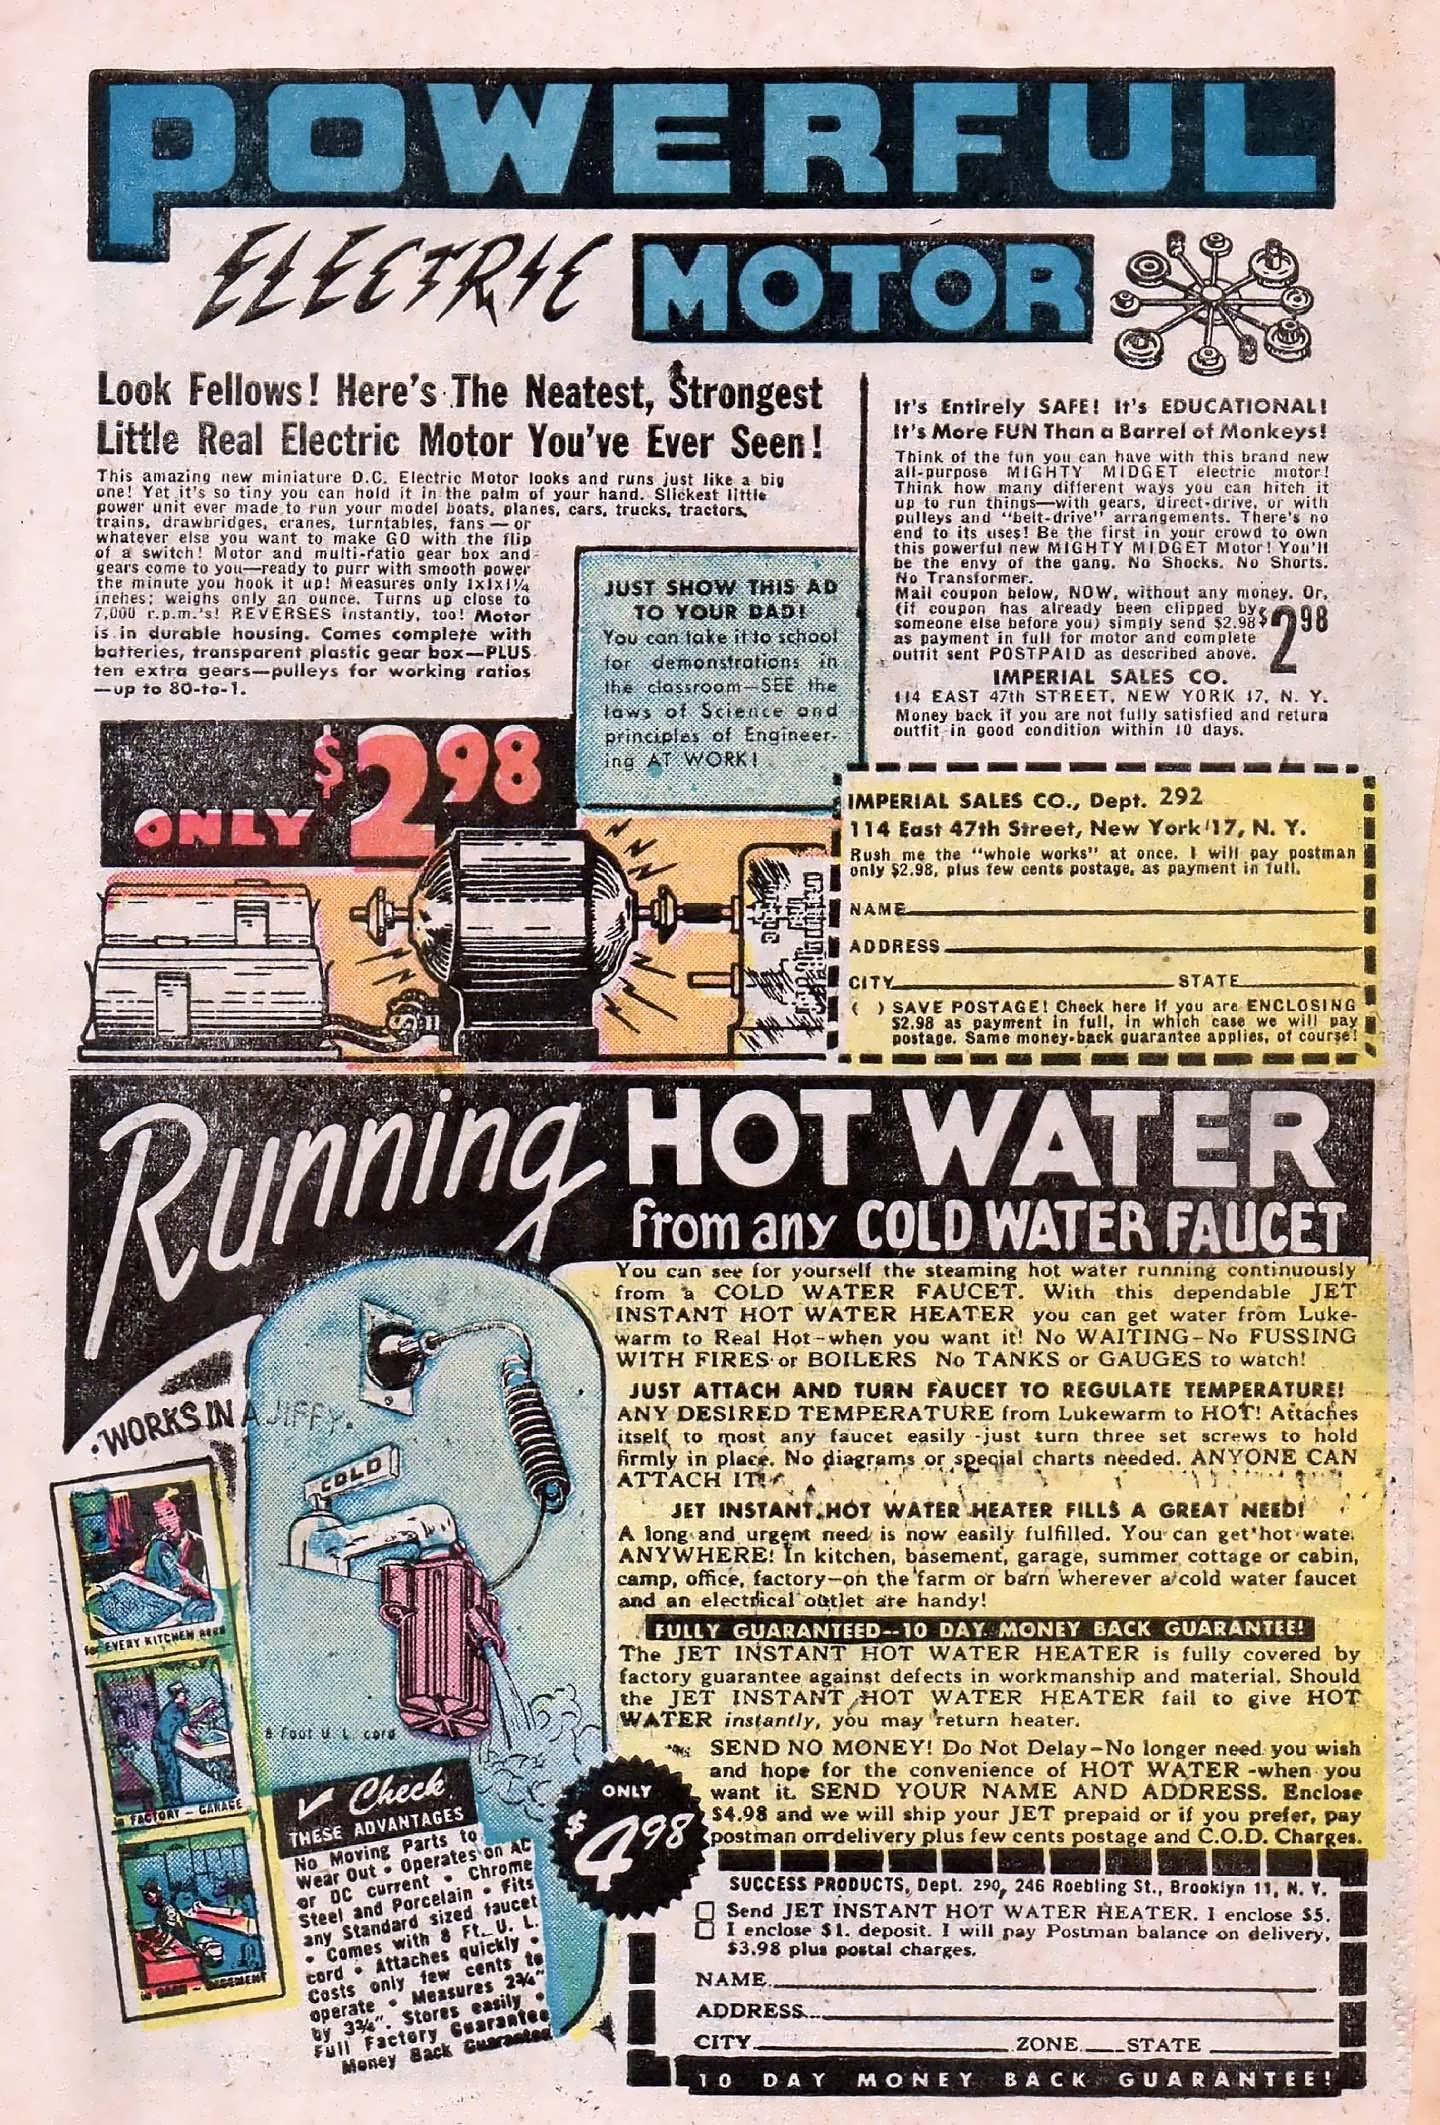 POWERFUL
ELECTRIC MOTOR
Look Fellows! Here's The Neatest, Strongest
Little Real Electric Motor You've Ever Seen!
This amazing new miniature D.C. Electric Motor looks and runs just like a big
one! Yet it's so tiny you can hold it in the palm of your hand. Slickest little
power unit ever made to run your model boats, planes, cars, trucks, tractors,
trains, drawbridges, cranes, turntables, fans — or
whatever else you want to make GO with the flip
of a switch! Motor and multi-ratio gear box and
gears come to you—ready to purr with smooth power
the minute you hook it up! Measures only 1x1x1¼
inches; weighs only an ounce. Turns up close to
7,000 r.p.m.'s! REVERSES instantly, too! Motor
is in durable housing. Comes complete with
batteries, transparent plastic gear box—PLUS
ten extra gears—pulleys for working ratios
—up to 80-to-1.
JUST SHOW THIS AD
TO YOUR DAD!
You can take it to school
for demonstrations in
the classroom—SEE the
laws of Science and
principles of Engineer-
ing AT WORK!
ONLY $2.98
It's Entirely SAFE! It's EDUCATIONAL!
It's More FUN Than a Barrel of Monkeys!
Think of the fun you can have with this brand new
all-purpose MIGHTY MIDGET electric motor!
Think how many different ways you can hitch it
up to run things—with gears, direct-drive, or with
pulleys and "belt-drive" arrangements. There's no
end to its uses! Be the first in your crowd to own
this powerful new MIGHTY MIDGET Motor! You'll
be the envy of the gang. No Shocks. No Shorts.
No Transformer.
Mail coupon below, NOW, without any money. Or,
(if coupon has already been clipped by
someone else before you) simply send $2.98
as payment in full for motor and complete
outfit sent POSTPAID as described above.
$2.98
IMPERIAL SALES CO.
114 EAST 47th STREET, NEW YORK 17, N. Y.
Money back if you are not fully satisfied and return
outfit in good condition within 10 days.
IMPERIAL SALES CO., Dept. 292
114 East 47th Street, New York 17, N. Y.
Rush me the "whole works" at once. I will pay postman
only $2.98, plus few cents postage, as payment in full.
NAME
ADDRESS
CITY STATE
( ) SAVE POSTAGE! Check here if you are ENCLOSING
$2.98 as payment in full, in which case we will pay
postage. Same money-back guarantee applies, of course!
Running HOT WATER
from any COLD WATER FAUCET
You can see for yourself the steaming hot water running continuously
from a COLD WATER FAUCET. With this dependable JET
INSTANT HOT WATER HEATER you can get water from Luke-
warm to Real Hot—when you want it! No WAITING—No FUSSING
WITH FIRES or BOILERS No TANKS or GAUGES to watch!
JUST ATTACH AND TURN FAUCET TO REGULATE TEMPERATURE!
ANY DESIRED TEMPERATURE from Lukewarm to HOT! Attaches
itself to most any faucet easily -just turn three set screws to hold
firmly in place. No diagrams or special charts needed. ANYONE CAN
ATTACH IT!
JET INSTANT HOT WATER HEATER FILLS A GREAT NEED!
A long and urgent need is now easily fulfilled. You can get hot wate.
ANYWHERE! In kitchen, basement, garage, summer cottage or cabin,
camp, office, factory—on the farm or barn wherever a cold water faucet
and an electrical outlet are handy!
FULLY GUARANTEED--10 DAY MONEY BACK GUARANTEE!
The JET INSTANT HOT WATER HEATER is fully covered by
factory guarantee against defects in workmanship and material. Should
the JET INSTANT HOT WATER HEATER fail to give HOT
WATER instantly, you may return heater.
SEND NO MONEY! Do Not Delay—No longer need you wish
and hope for the convenience of HOT WATER -when you
want it. SEND YOUR NAME AND ADDRESS. Enclose
$4.98 and we will ship your JET prepaid or if you prefer, pay
postman on delivery plus few cents postage and C.O.D. Charges.
•WORKS IN A JIFFY•
COLD
for EVERY KITCHEN NEED
in FACTORY — GARAGE
in BARN — BASEMENT
8 foot U. L. cord
✓ Check
THESE ADVANTAGES
No Moving Parts to
Wear Out • Operates on AC
or DC current • Chrome
Steel and Porcelain • Fits
any Standard sized faucet
• Comes with 8 Ft. U. L.
cord • Attaches quickly •
Costs only few cents to
operate • Measures 2¾"
by 3¾". Stores easily •
Full Factory Guarantee
Money Back Guarantee
ONLY
$4.98
SUCCESS PRODUCTS, Dept. 290, 246 Roebling St., Brooklyn 11, N. Y.
☐ Send JET INSTANT HOT WATER HEATER. I enclose $5.
☐ I enclose $1. deposit. I will pay Postman balance on delivery,
$3.98 plus postal charges.
NAME
ADDRESS
CITY ZONE STATE
10 DAY MONEY BACK GUARANTEE!